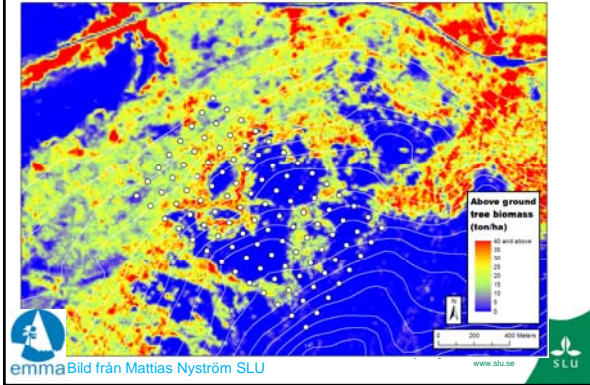 Above ground
tree biomass
(ton/ha)
40 and above
35
30
25
20
15
10
5
0
N
0 200 400 Meters
emma
Bild från Mattias Nyström SLU
www.slu.se
SLU